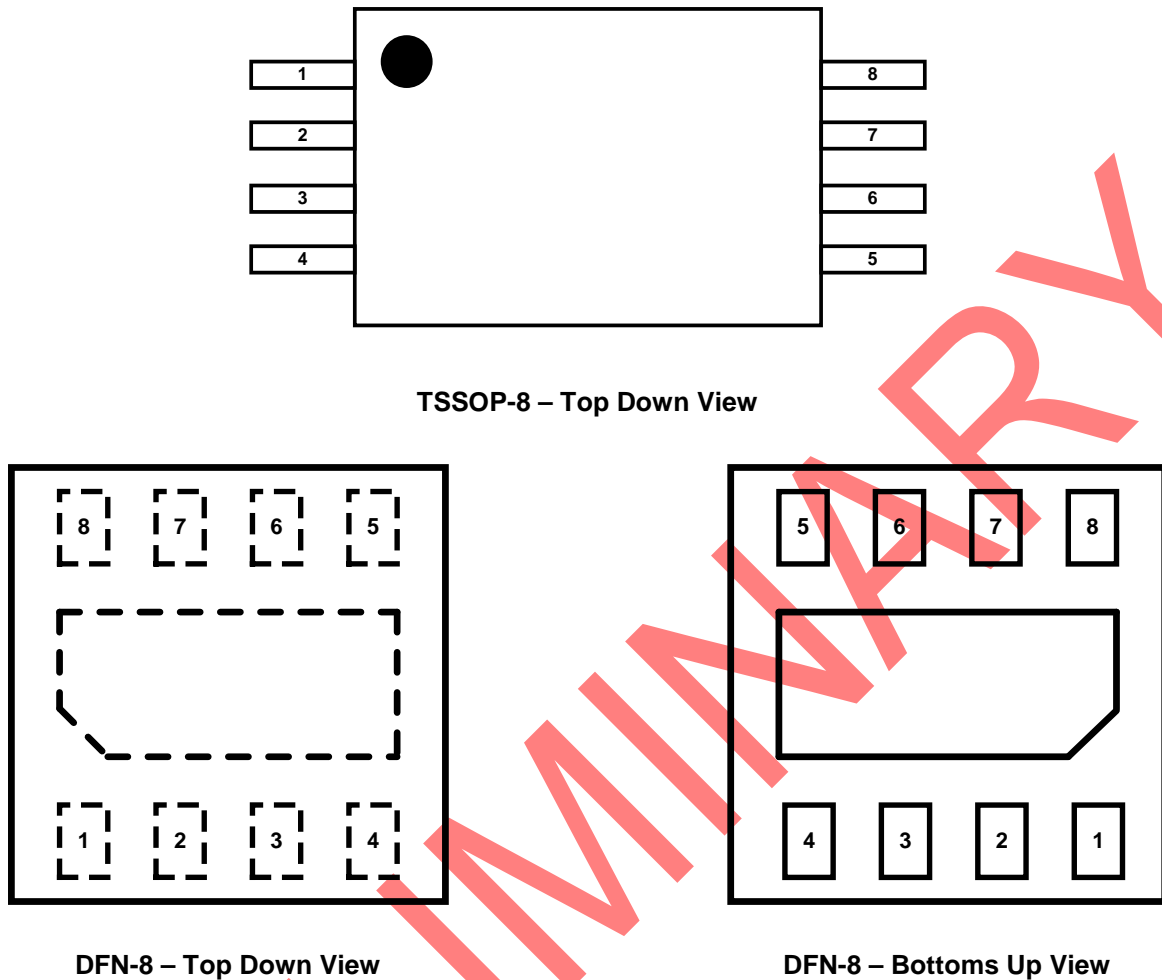 1 8
2 7
3 6
4 5
TSSOP-8 – Top Down View
8 7 6 5
5 6 7 8
1 2 3 4
4 3 2 1
DFN-8 – Top Down View
DFN-8 – Bottoms Up View
IMINARY